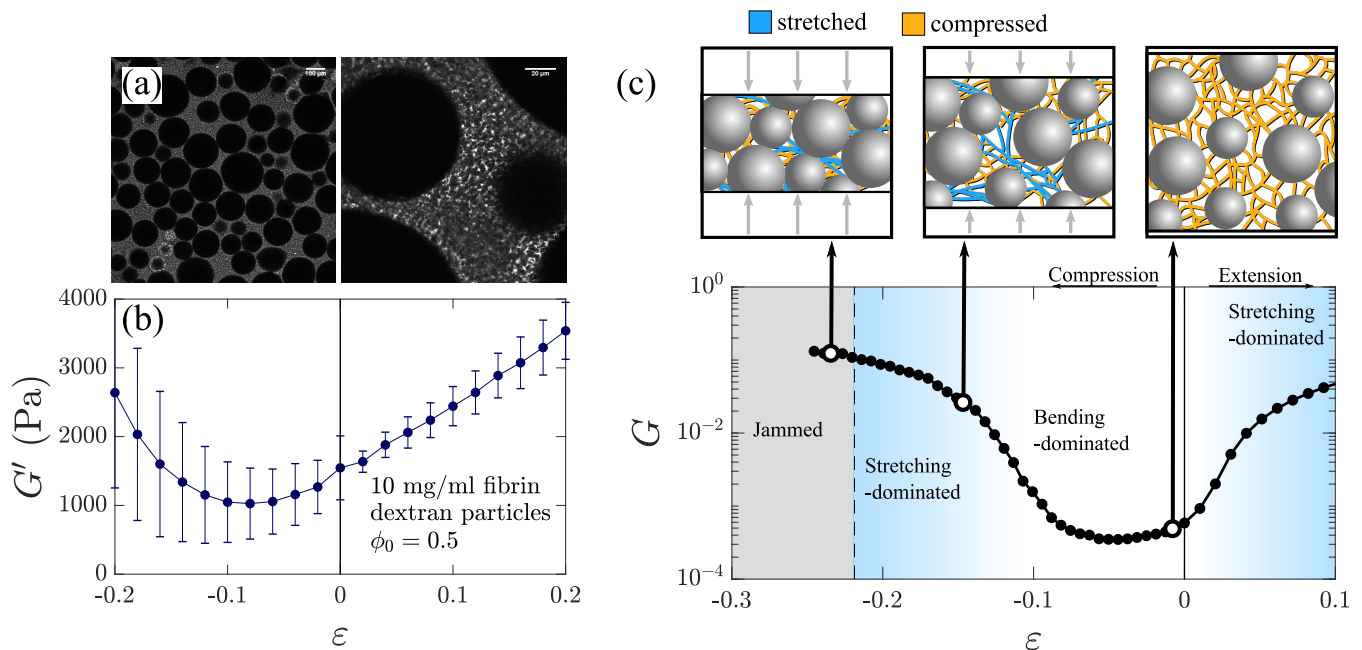 stretched
compressed
(a)
100 μm
20 μm
(c)
(b)
4000
3000
2000
1000
0
G′ (Pa)
10 mg/ml fibrin
dextran particles
ϕ₀ = 0.5
-0.2
-0.1
0
0.1
0.2
ε
Compression
Extension
Stretching
-dominated
Bending
-dominated
Jammed
Stretching
-dominated
10⁰
10⁻²
10⁻⁴
G
-0.3
-0.2
-0.1
0
0.1
ε